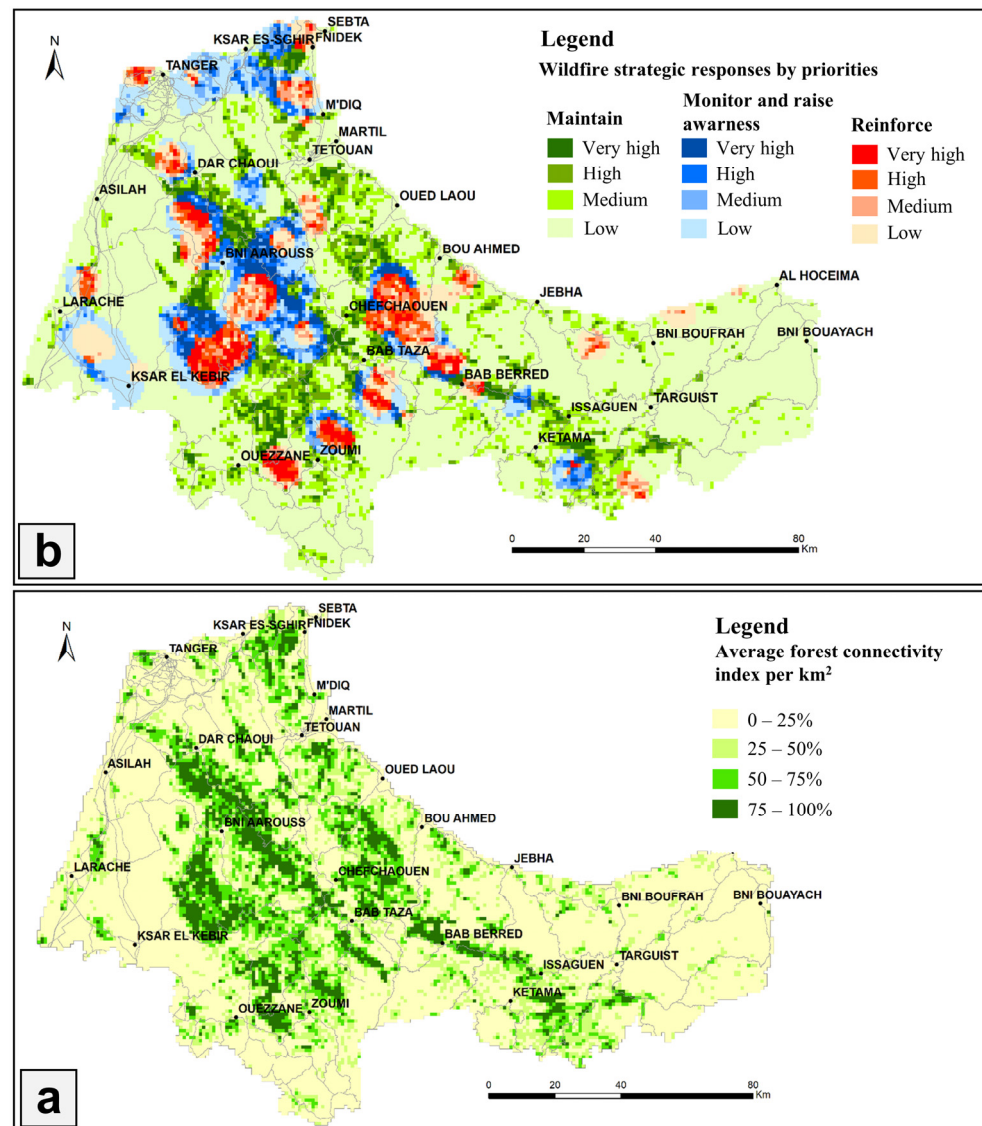 SEBTA
KSAR ES-SGHIR
FNIDEK
N
TANGER
M'DIQ
MARTIL
TETOUAN
DAR CHAOUI
ASILAH
OUED LAOU
BNI AAROUSS
BOU AHMED
AL HOCEIMA
JEBHA
LARACHE
CHEFCHAOUEN
BNI BOUFRAH
BNI BOUAYACH
BAB TAZA
KSAR EL'KEBIR
BAB BERRED
TARGUIST
ISSAGUEN
KETAMA
OUEZZANE
ZOUMI
Legend
Wildfire strategic responses by priorities
Maintain
Very high
High
Medium
Low
Monitor and raise
awarness
Very high
High
Medium
Low
Reinforce
Very high
High
Medium
Low
0 20 40 60 80
Km
b
SEBTA
KSAR ES-SGHIR
FNIDEK
N
TANGER
M'DIQ
MARTIL
TETOUAN
DAR CHAOUI
ASILAH
OUED LAOU
BNI AAROUSS
BOU AHMED
JEBHA
LARACHE
CHEFCHAOUEN
BNI BOUFRAH
BNI BOUAYACH
BAB TAZA
KSAR EL'KEBIR
BAB BERRED
TARGUIST
ISSAGUEN
KETAMA
OUEZZANE
ZOUMI
Legend
Average forest connectivity
index per km²
0 – 25%
25 – 50%
50 – 75%
75 – 100%
0 20 40 80
Km
a